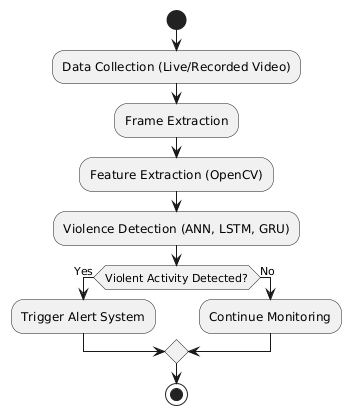 Data Collection (Live/Recorded Video)
Frame Extraction
Feature Extraction (OpenCV)
Violence Detection (ANN, LSTM, GRU)
Yes
Violent Activity Detected?
No
Trigger Alert System
Continue Monitoring